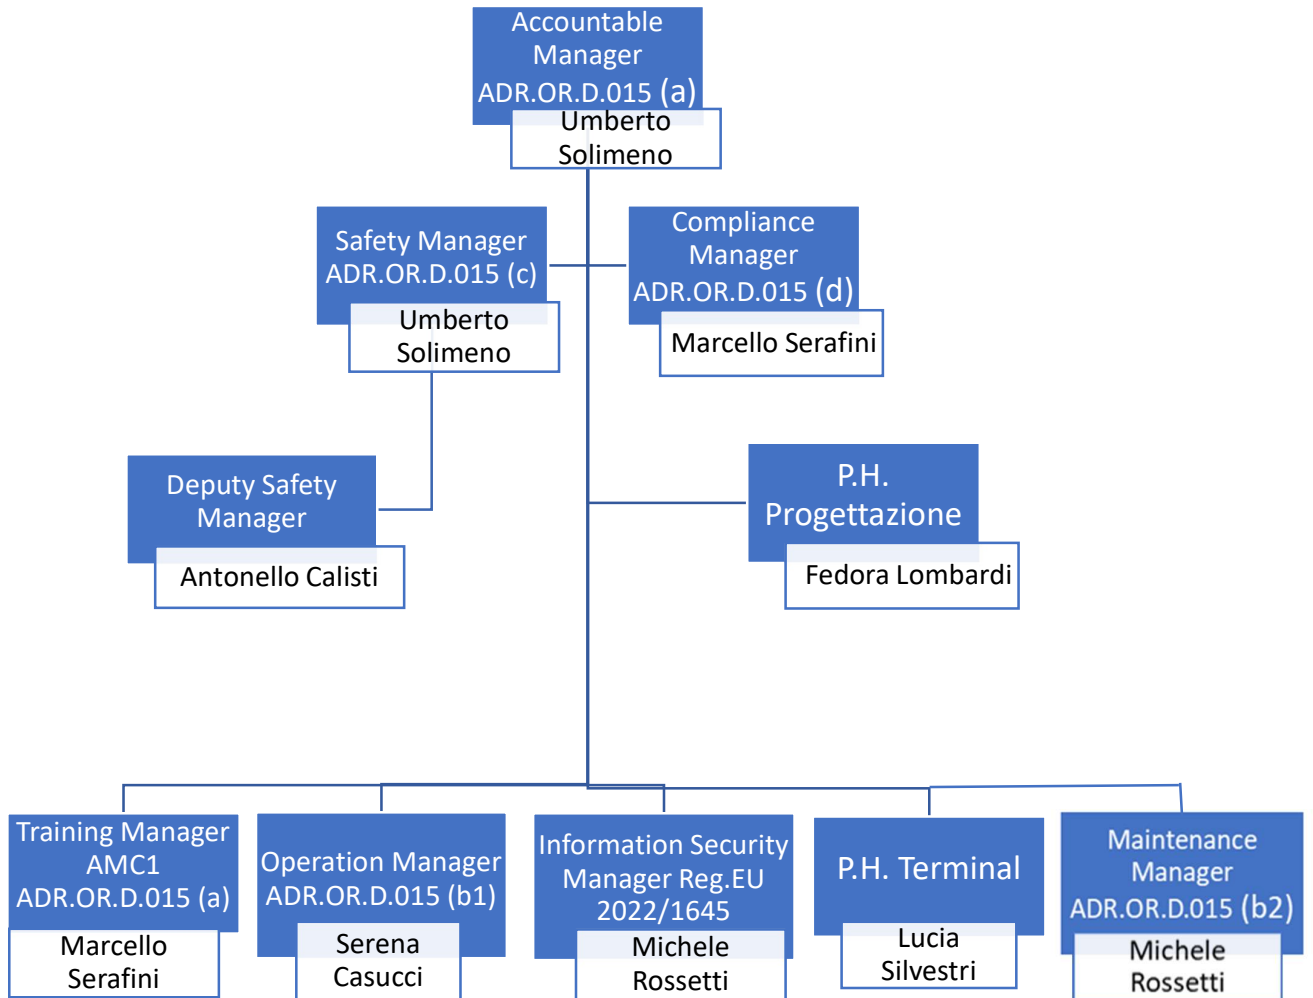 Accountable
Manager
ADR.OR.D.015 (a)
Umberto
Solimeno
Safety Manager
ADR.OR.D.015 (c)
Umberto
Solimeno
Compliance
Manager
ADR.OR.D.015 (d)
Marcello Serafini
Deputy Safety
Manager
Antonello Calisti
P.H.
Progettazione
Fedora Lombardi
Training Manager
AMC1
ADR.OR.D.015 (a)
Marcello
Serafini
Operation Manager
ADR.OR.D.015 (b1)
Serena
Casucci
Information Security
Manager Reg.EU
2022/1645
Michele
Rossetti
P.H. Terminal
Lucia
Silvestri
Maintenance
Manager
ADR.OR.D.015 (b2)
Michele
Rossetti